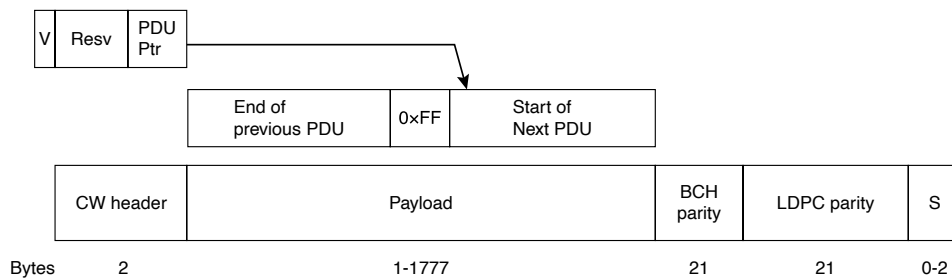 V Resv PDU Ptr
End of previous PDU 0×FF Start of Next PDU
CW header Payload BCH parity LDPC parity S
Bytes 2 1-1777 21 21 0-2